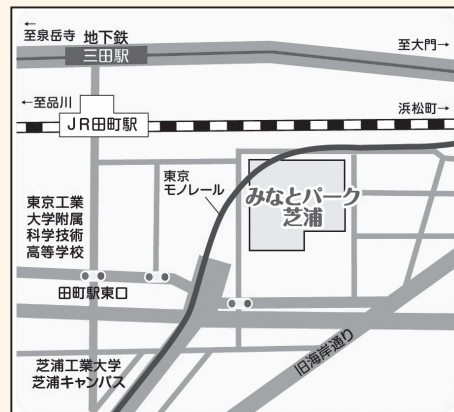 ←
至泉岳寺
地下鉄
三田駅
至大門→
←至品川
浜松町→
JR田町駅
東京
モノレール
みなとパーク
芝浦
東京工業
大学附属
科学技術
高等学校
田町駅東口
芝浦工業大学
芝浦キャンパス
旧海岸通り